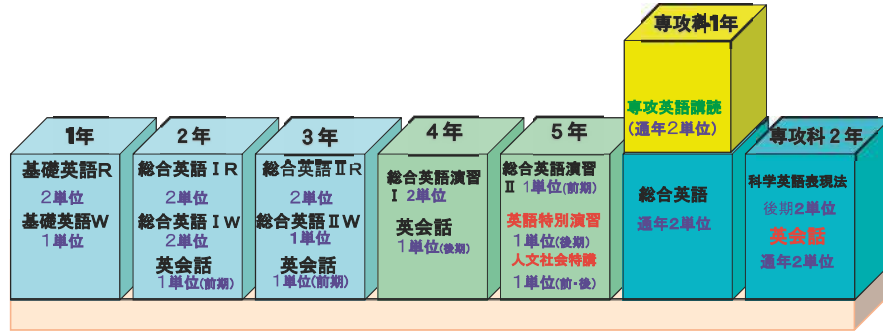 1年
基礎英語R
2単位
基礎英語W
1単位
2年
総合英語ⅠR
2単位
総合英語ⅠW
2単位
英会話
1単位(前期)
3年
総合英語ⅡR
2単位
総合英語ⅡW
1単位
英会話
1単位(前期)
4年
総合英語演習
Ⅰ 2単位
英会話
1単位(後期)
5年
総合英語演習
Ⅱ 1単位(前期)
英語特別演習
1単位(後期)
人文社会特講
1単位(前・後)
専攻科1年
専攻英語講読
(通年2単位)
総合英語
通年2単位
専攻科2年
科学英語表現法
後期2単位
英会話
通年2単位